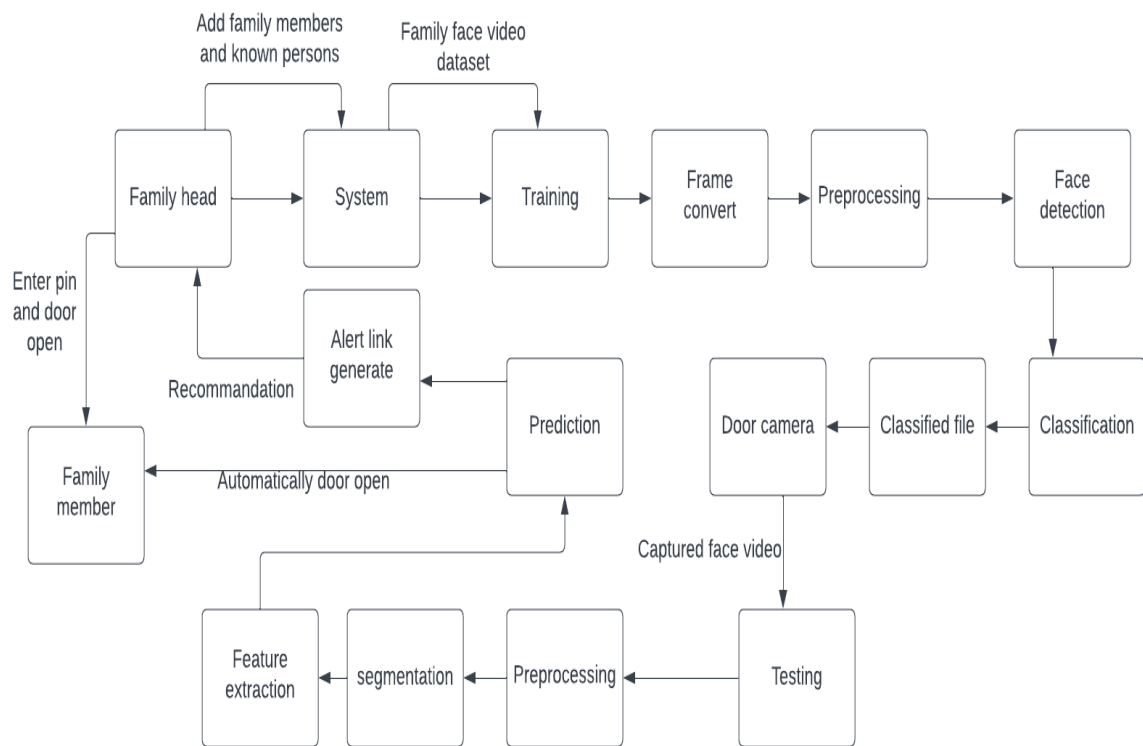 Add family members
and known persons
Family face video
dataset
Family head
System
Training
Frame
convert
Preprocessing
Face
detection
Enter pin
and door
open
Alert link
generate
Recommandation
Prediction
Door camera
Classified file
Classification
Family
member
Automatically door open
Captured face video
Feature
extraction
segmentation
Preprocessing
Testing